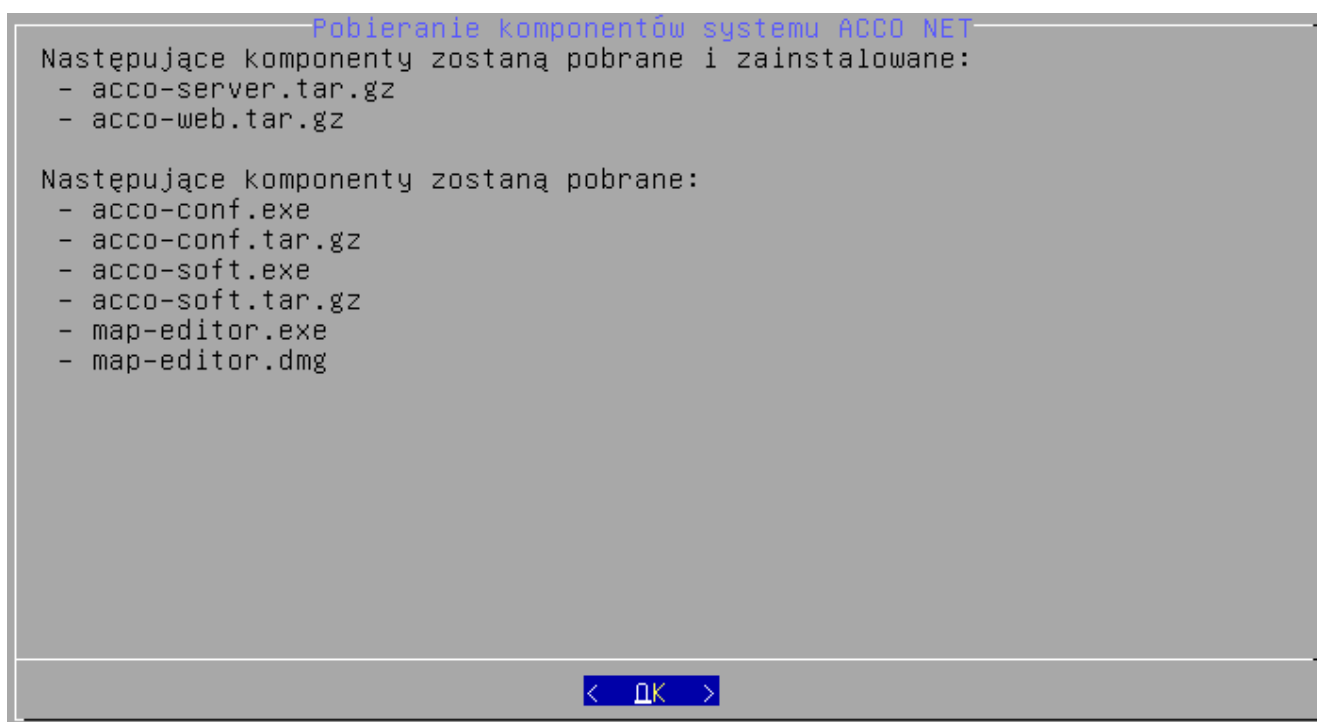 Pobieranie komponentów systemu ACCO NET
Następujące komponenty zostaną pobrane i zainstalowane:
- acco-server.tar.gz
- acco-web.tar.gz
Następujące komponenty zostaną pobrane:
- acco-conf.exe
- acco-conf.tar.gz
- acco-soft.exe
- acco-soft.tar.gz
- map-editor.exe
- map-editor.dmg
< OK >